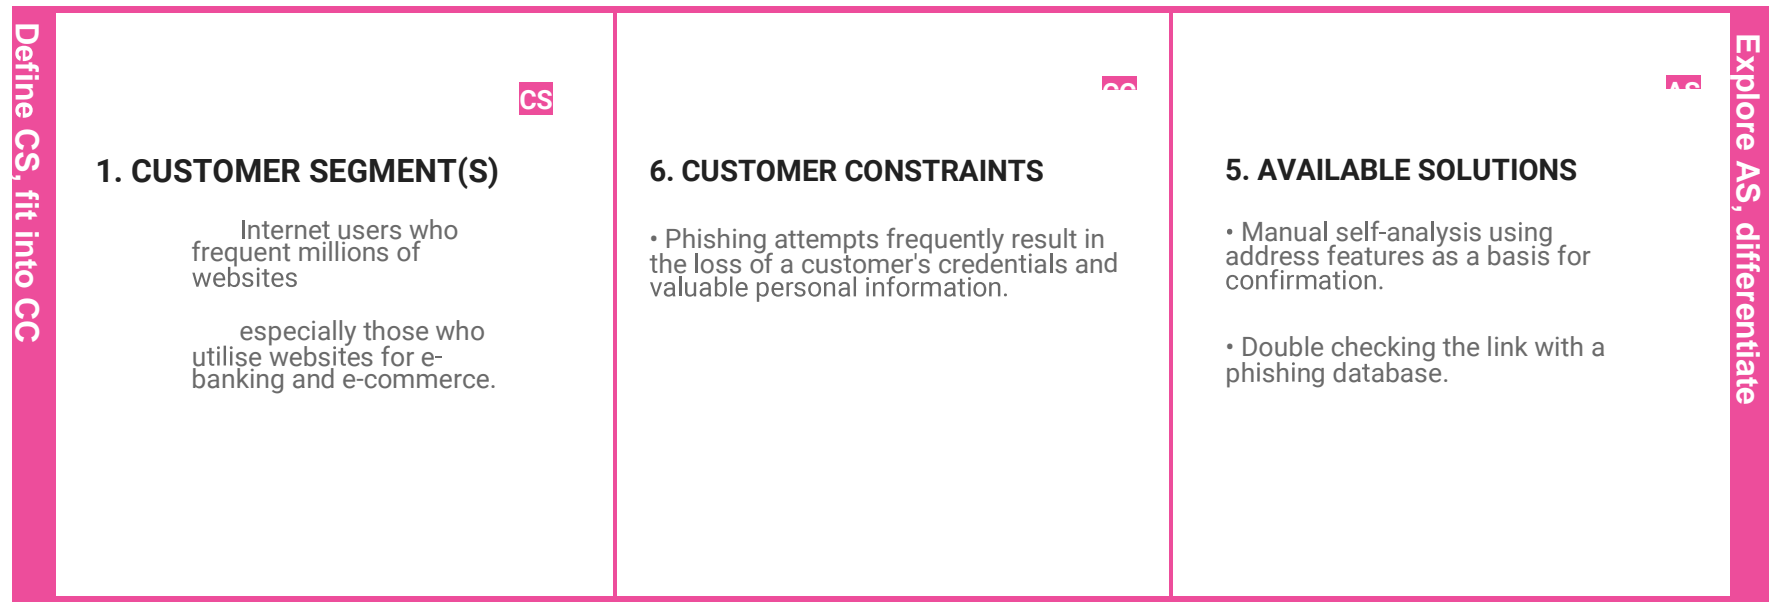 Define CS, fit into CC
CS
1. CUSTOMER SEGMENT(S)
Internet users who
frequent millions of
websites
especially those who
utilise websites for e-
banking and e-commerce.
CC
6. CUSTOMER CONSTRAINTS
• Phishing attempts frequently result in
the loss of a customer's credentials and
valuable personal information.
AS
5. AVAILABLE SOLUTIONS
• Manual self-analysis using
address features as a basis for
confirmation.
• Double checking the link with a
phishing database.
Explore AS, differentiate